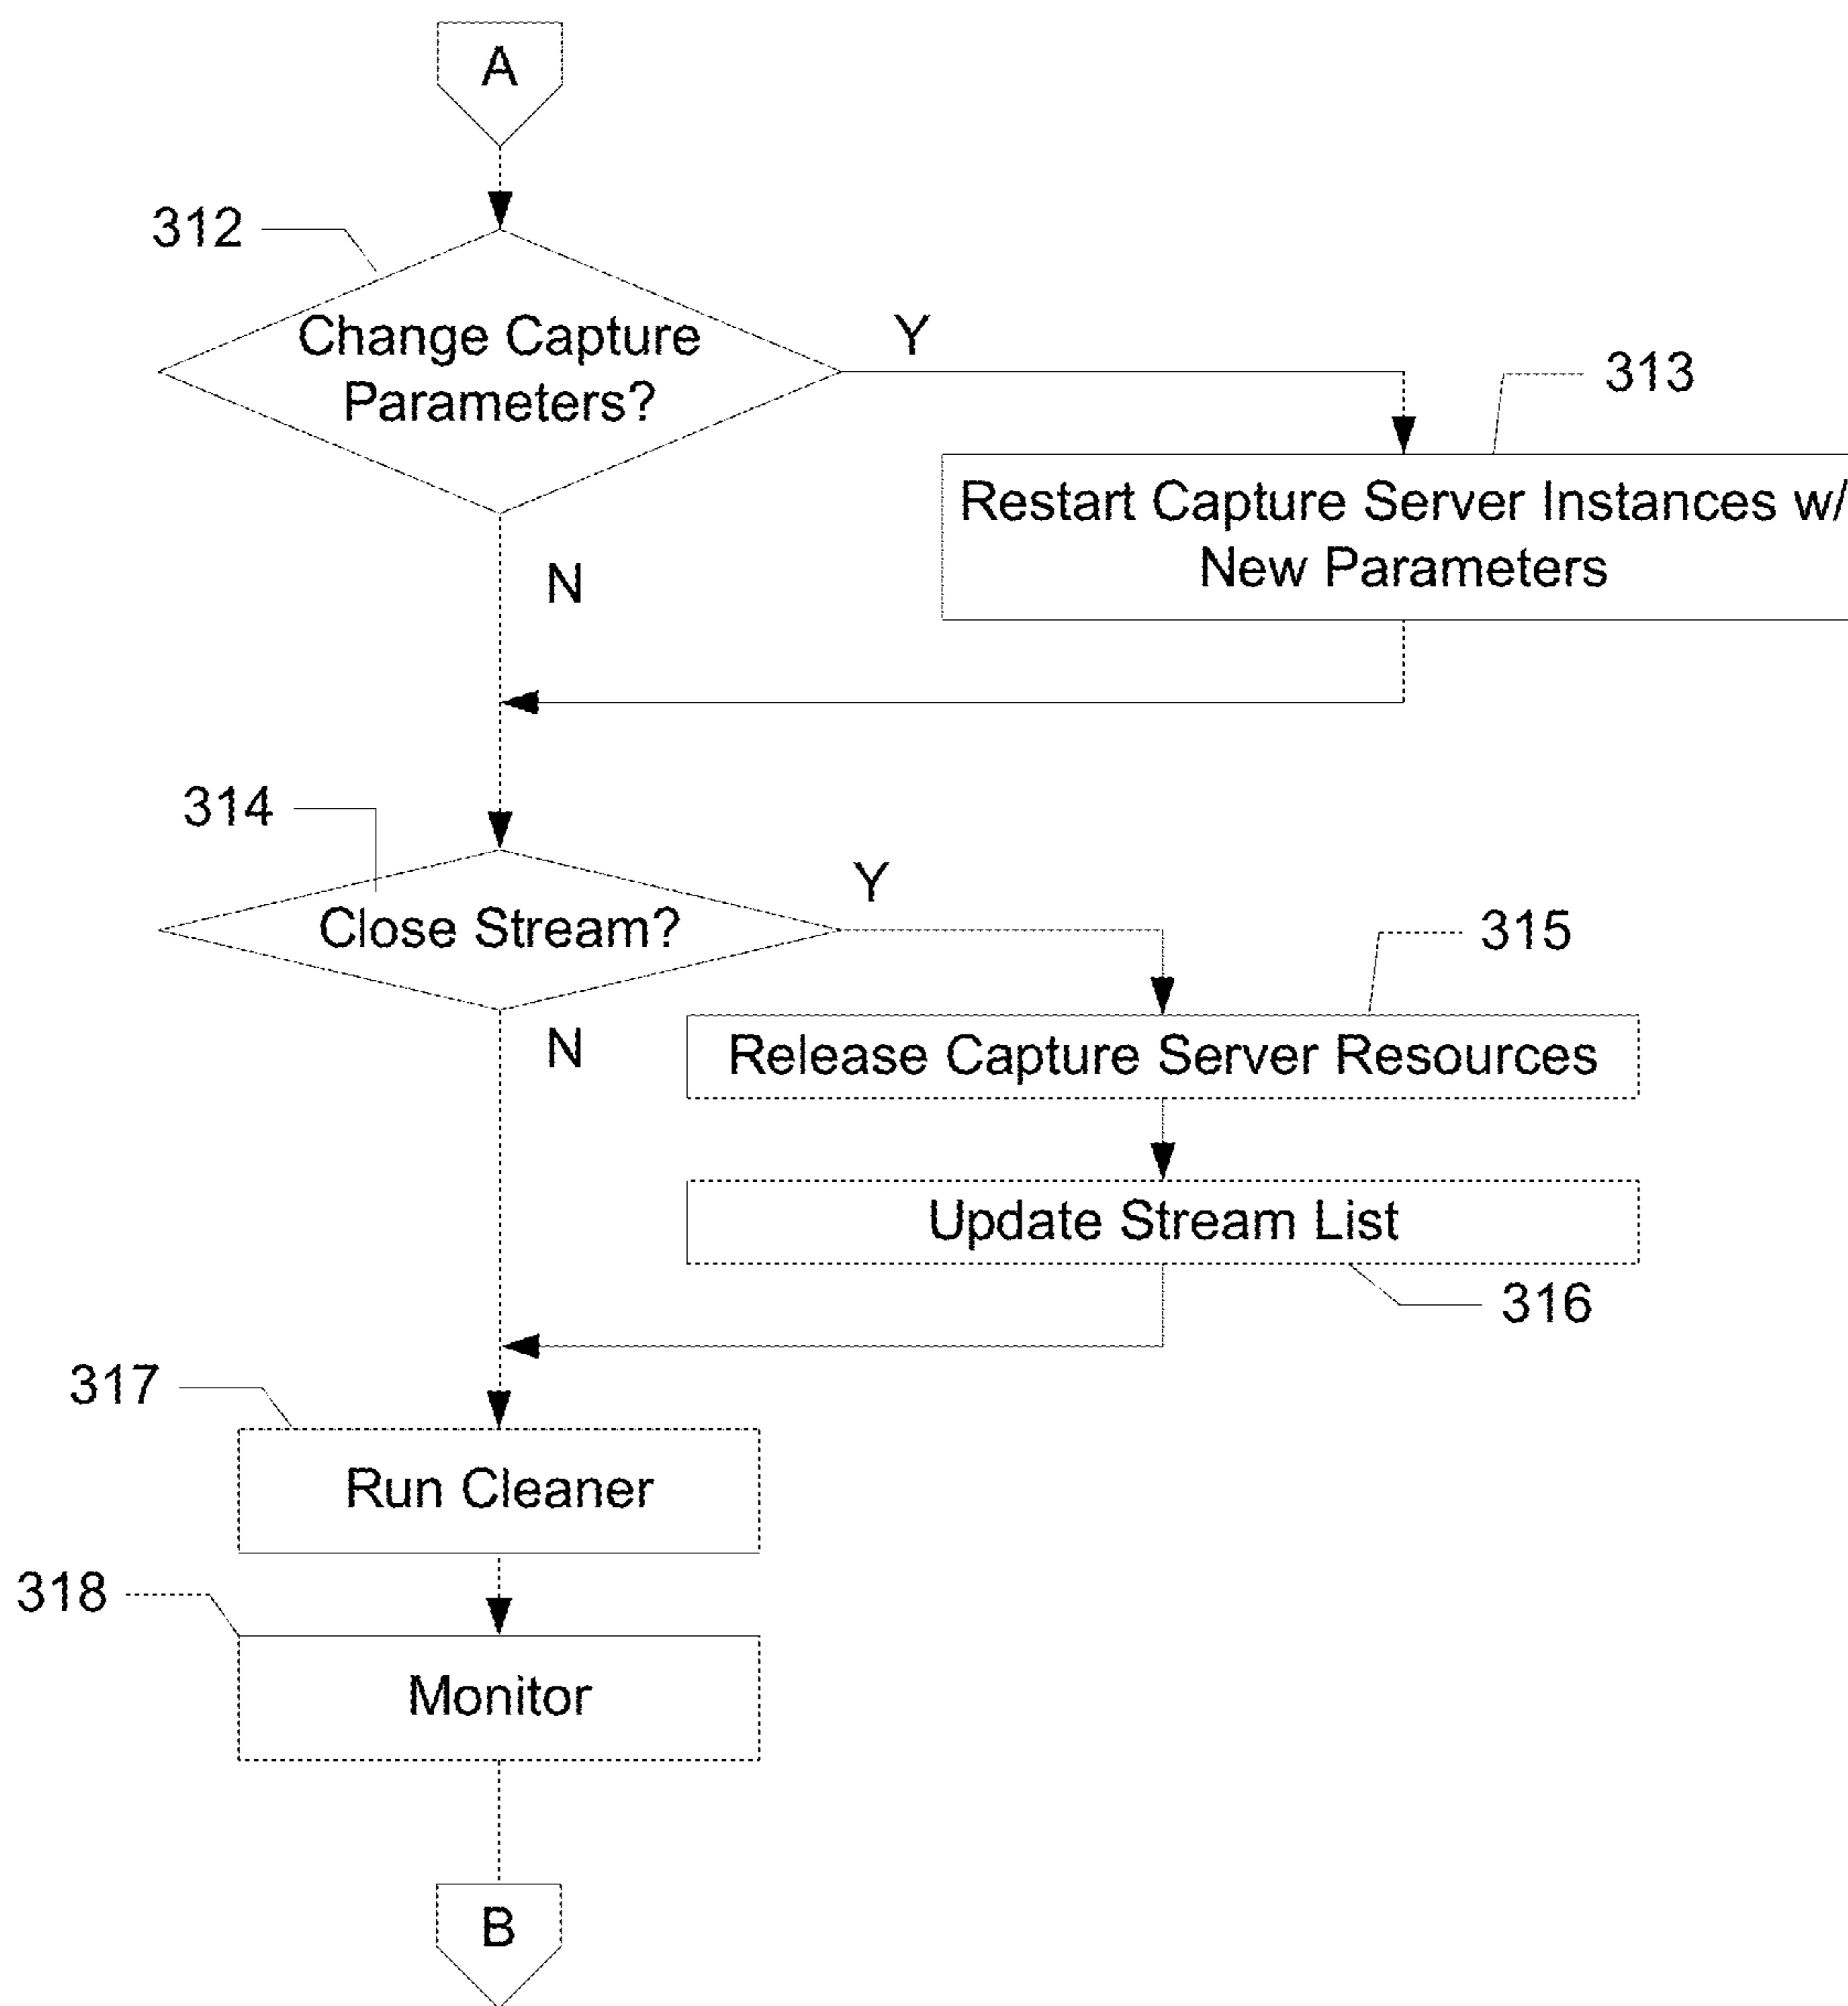 A
312
Change Capture
Parameters?
Y
313
Restart Capture Server Instances w/
New Parameters
N
314
Close Stream?
Y
315
N
Release Capture Server Resources
Update Stream List
316
317
Run Cleaner
318
Monitor
B